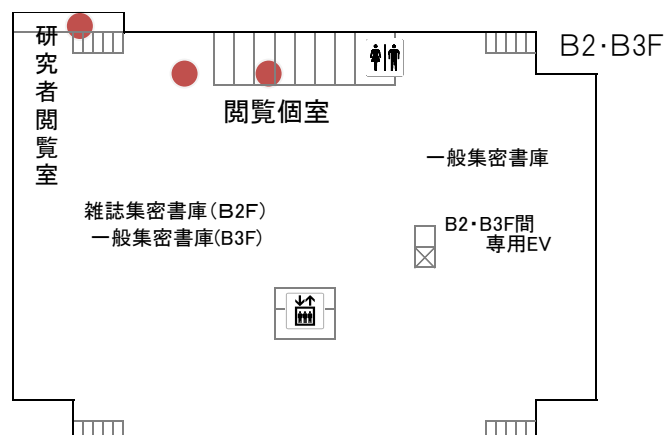 B2・B3F
研究者閲覧室
閲覧個室
一般集密書庫
雑誌集密書庫(B2F)
一般集密書庫(B3F)
B2・B3F間
専用EV